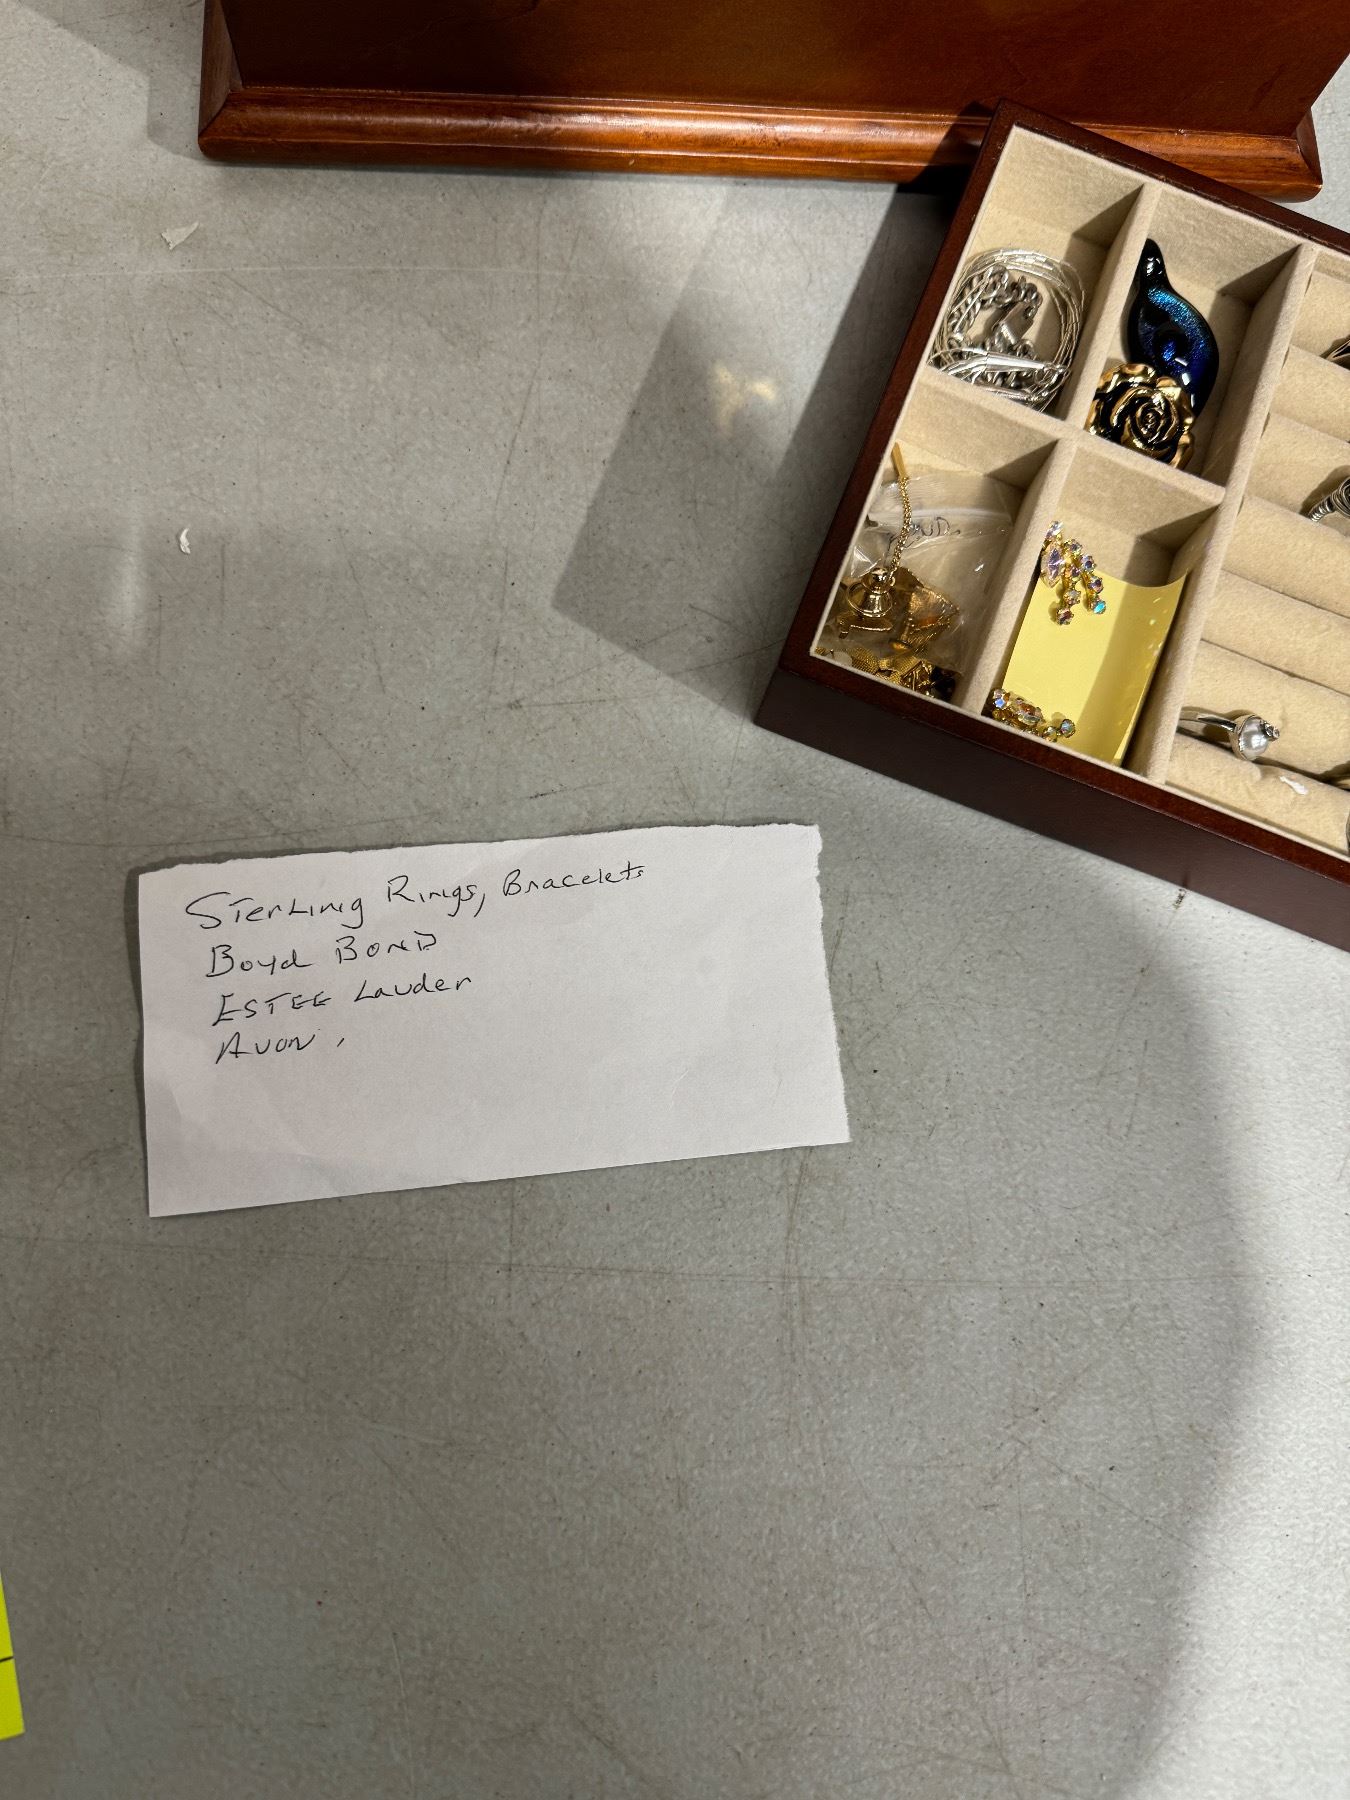 Sterling Rings, Bracelets
Boyd Bond
ESTEE Lauder
Avon,